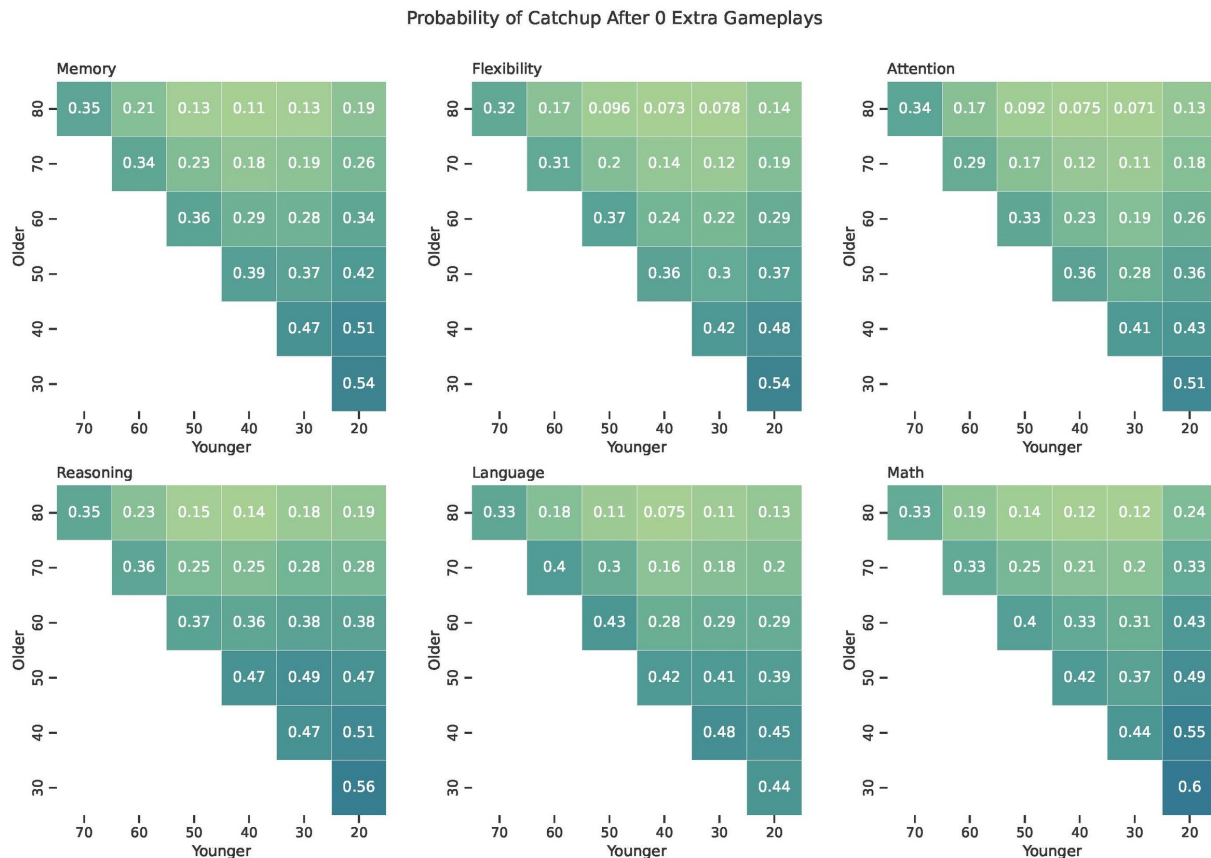 Probability of Catchup After 0 Extra Gameplays
Memory
80 0.35 0.21 0.13 0.11 0.13 0.19
70 0.34 0.23 0.18 0.19 0.26
60 0.36 0.29 0.28 0.34
Older
50 0.39 0.37 0.42
40 0.47 0.51
30 0.54
70 60 50 40 30 20
Younger
Flexibility
80 0.32 0.17 0.096 0.073 0.078 0.14
70 0.31 0.2 0.14 0.12 0.19
60 0.37 0.24 0.22 0.29
Older
50 0.36 0.3 0.37
40 0.42 0.48
30 0.54
70 60 50 40 30 20
Younger
Attention
80 0.34 0.17 0.092 0.075 0.071 0.13
70 0.29 0.17 0.12 0.11 0.18
60 0.33 0.23 0.19 0.26
Older
50 0.36 0.28 0.36
40 0.41 0.43
30 0.51
70 60 50 40 30 20
Younger
Reasoning
80 0.35 0.23 0.15 0.14 0.18 0.19
70 0.36 0.25 0.25 0.28 0.28
60 0.37 0.36 0.38 0.38
Older
50 0.47 0.49 0.47
40 0.47 0.51
30 0.56
70 60 50 40 30 20
Younger
Language
80 0.33 0.18 0.11 0.075 0.11 0.13
70 0.4 0.3 0.16 0.18 0.2
60 0.43 0.28 0.29 0.29
Older
50 0.42 0.41 0.39
40 0.48 0.45
30 0.44
70 60 50 40 30 20
Younger
Math
80 0.33 0.19 0.14 0.12 0.12 0.24
70 0.33 0.25 0.21 0.2 0.33
60 0.4 0.33 0.31 0.43
Older
50 0.42 0.37 0.49
40 0.44 0.55
30 0.6
70 60 50 40 30 20
Younger